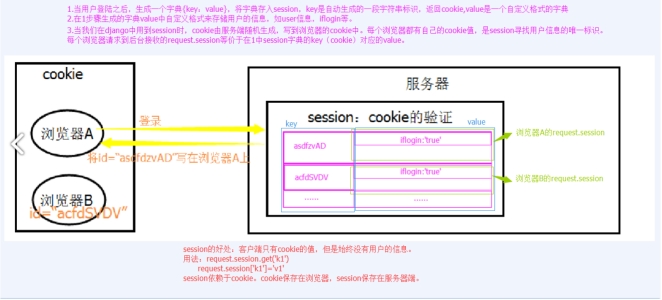 1.当用户登陆之后，生成一个字典{key：value}，将字典存入session，key是自动生成的一段字符串标识，返回cookie,value是一个自定义格式的字典
2.在1步骤生成的字典value中自定义格式来存储用户的信息，如user信息、iflogin等。
3.当我们在django中用到session时，cookie由服务端随机生成，写到浏览器的cookie中。每个浏览器都有自己的cookie值，是session寻找用户信息的唯一标识。
每个浏览器请求到后台接收的request.session等价于在1中session字典的key（cookie）对应的value。
cookie
服务器
浏览器A
登录
将id="asdfdzvAD"写在浏览器A上
浏览器B
id="acfdSVDV"
session：cookie的验证
key
value
asdfzvAD
iflogin:'true'
浏览器A的request.session
acfdSVDV
iflogin:'true'
浏览器B的request.session
......
......
session的好处：客户端只有cookie的值，但是始终没有用户的信息。
用法：request.session.get('k1')
request.session['k1']='v1'
session依赖于cookie。cookie保存在浏览器，session保存在服务器端。